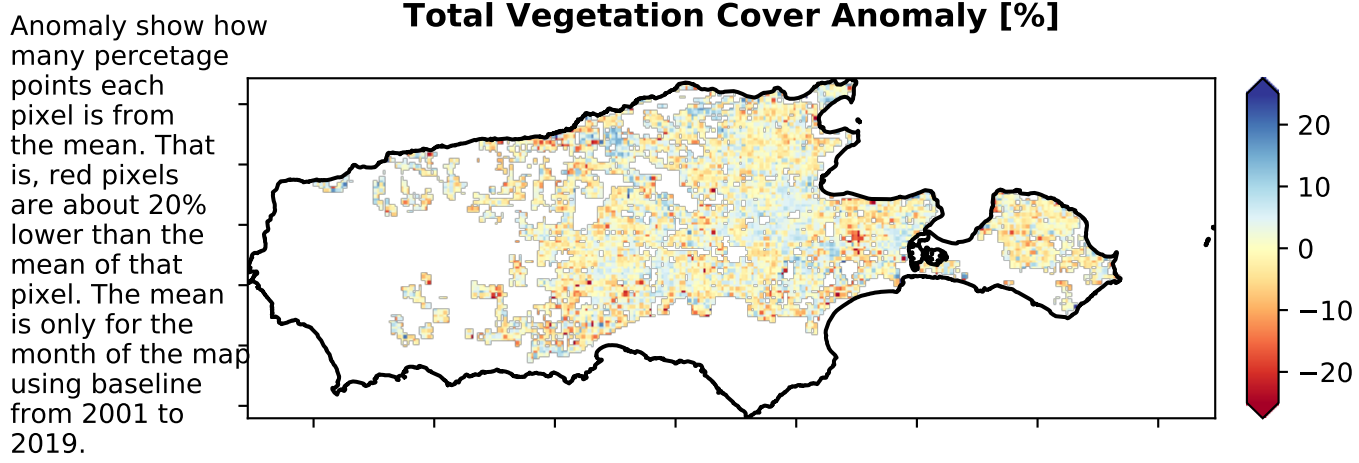 Total Vegetation Cover Anomaly [%]
Anomaly show how
many percetage
points each
pixel is from
the mean. That
is, red pixels
are about 20%
lower than the
mean of that
pixel. The mean
is only for the
month of the map
using baseline
from 2001 to
2019.
20
10
0
−10
−20